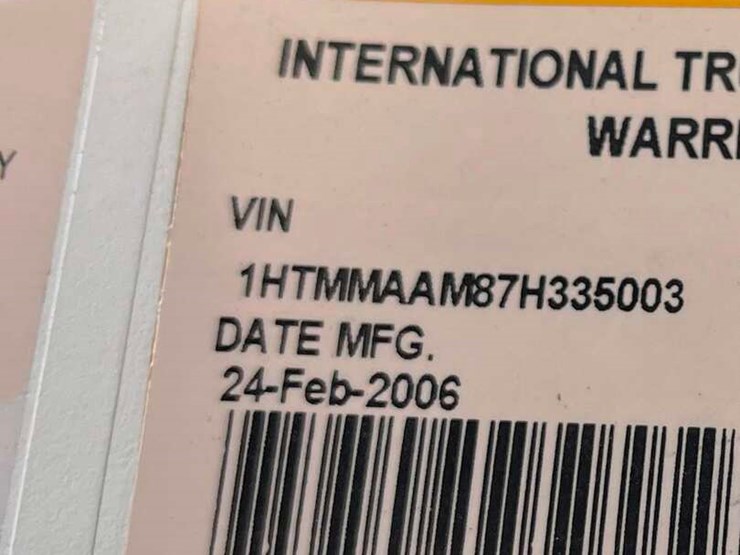 INTERNATIONAL TR
WARR
VIN
1HTMMAAM87H335003
DATE MFG.
24-Feb-2006
Y